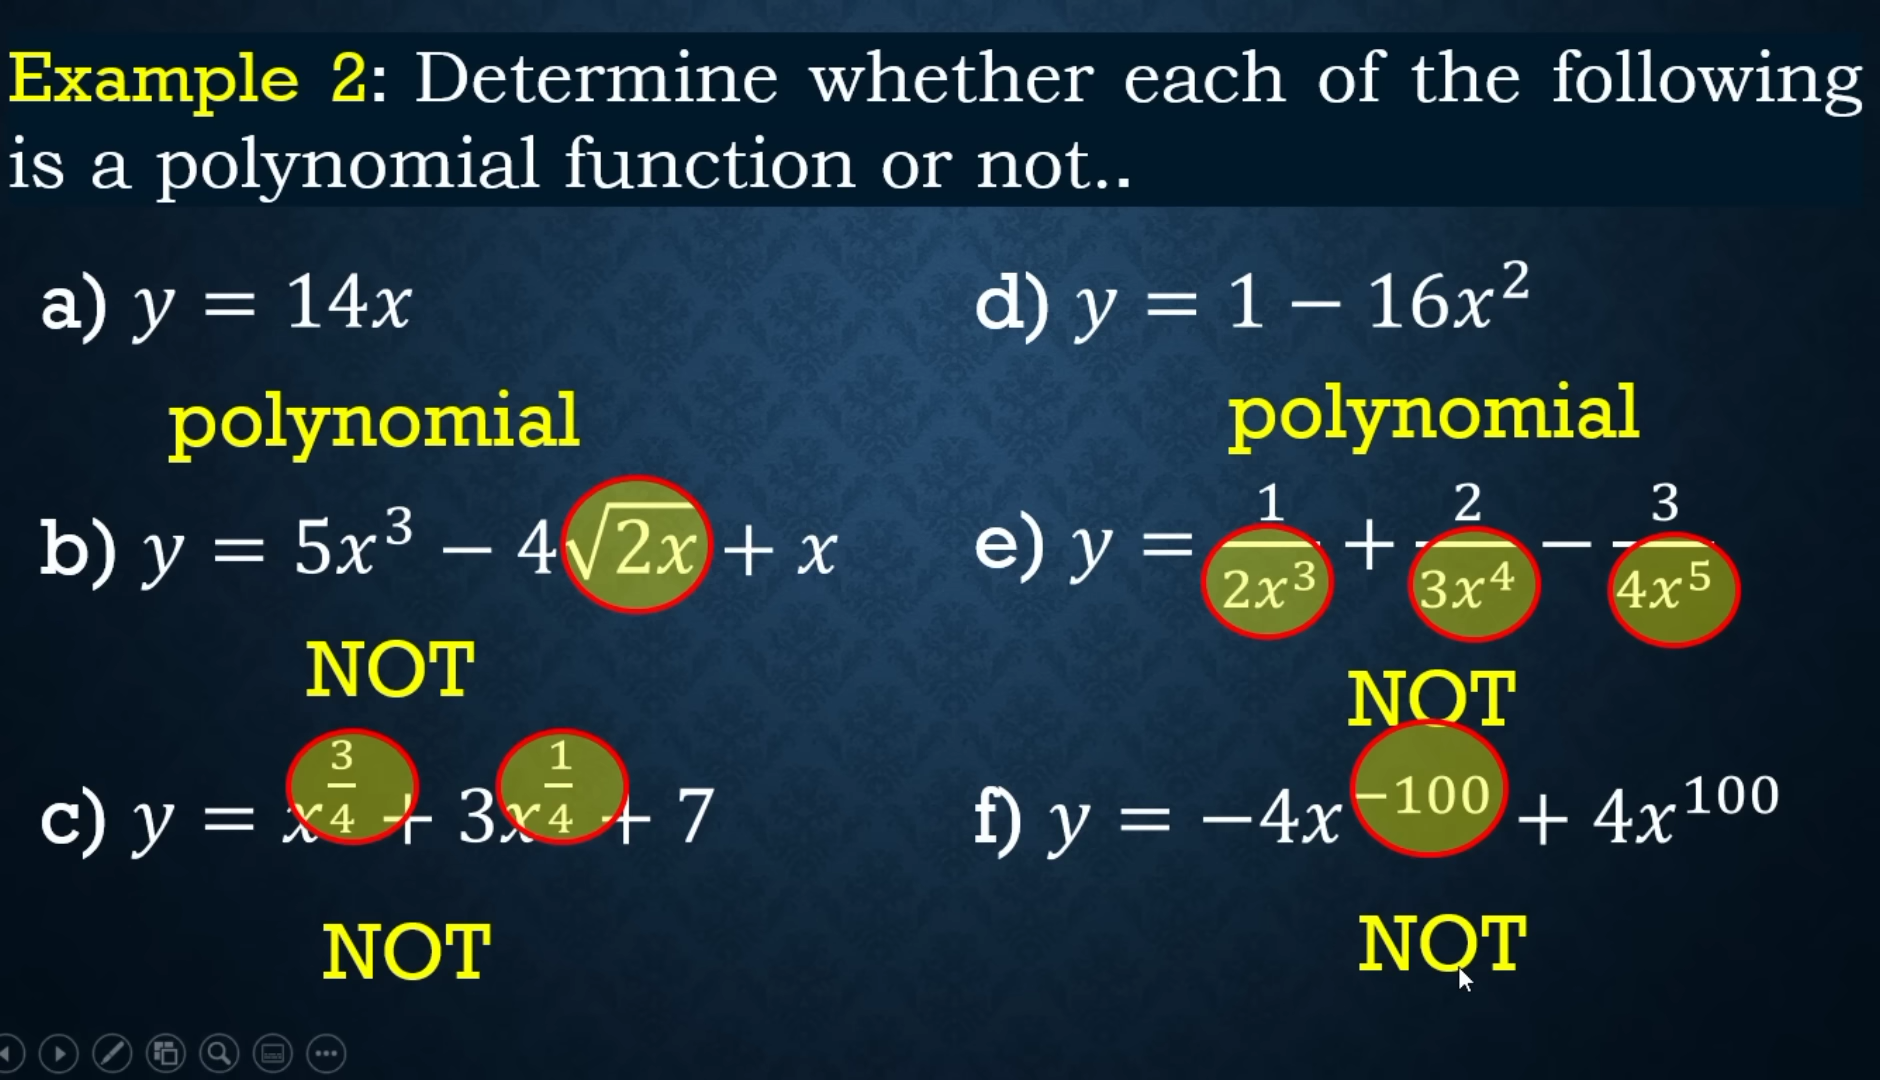 Example 2: Determine whether each of the following
is a polynomial function or not..
a) y = 14x
polynomial
b) y = 5x³ − 4√2x + x
NOT
c) y = x^(3/4) + 3x^(1/4) + 7
NOT
d) y = 1 − 16x²
polynomial
e) y = 1/(2x³) + 2/(3x⁴) − 3/(4x⁵)
NOT
f) y = −4x⁻¹⁰⁰ + 4x¹⁰⁰
NOT